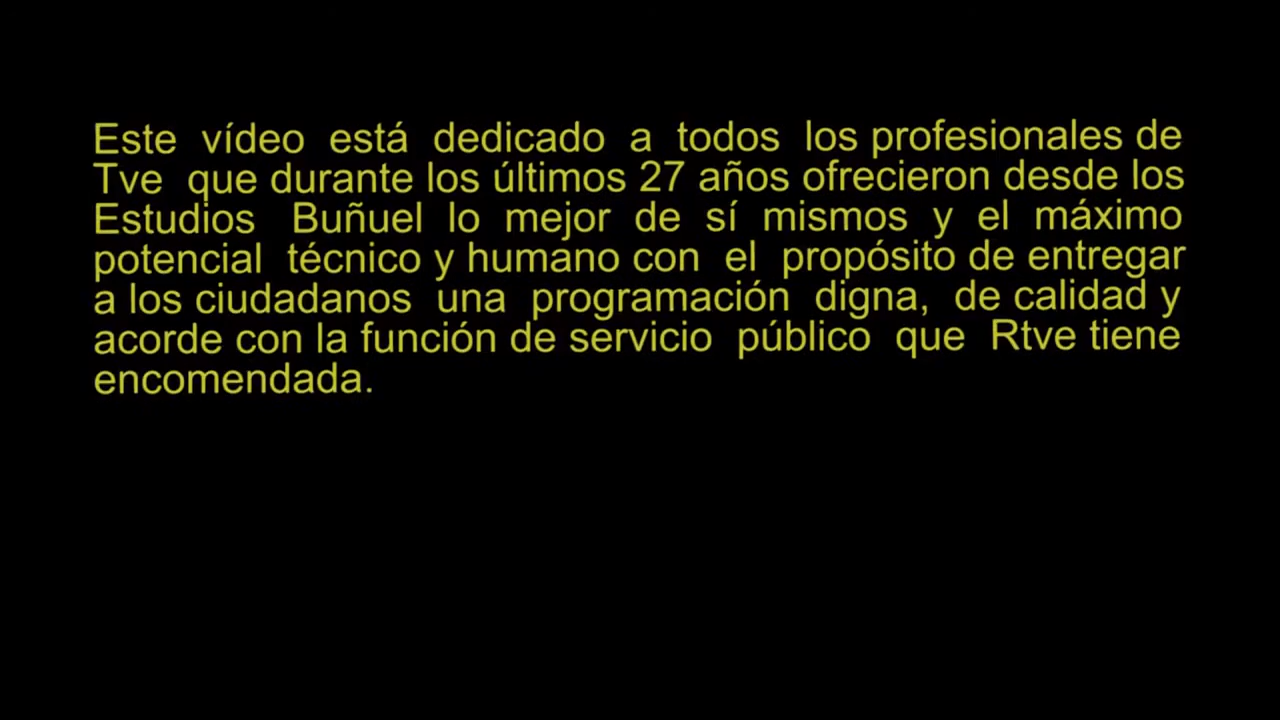 Este vídeo está dedicado a todos los profesionales de
Tve que durante los últimos 27 años ofrecieron desde los
Estudios Buñuel lo mejor de sí mismos y el máximo
potencial técnico y humano con el propósito de entregar
a los ciudadanos una programación digna, de calidad y
acorde con la función de servicio público que Rtve tiene
encomendada.